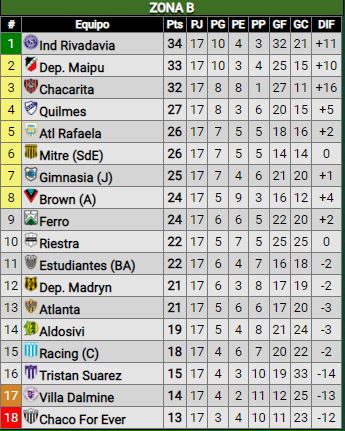 ZONA B
# Equipo Pts PJ PG PE PP GF GC DIF
1 Ind Rivadavia 34 17 10 4 3 32 21 +11
2 Dep. Maipu 33 17 10 3 4 25 15 +10
3 Chacarita 32 17 8 8 1 27 11 +16
4 Quilmes 27 17 8 3 6 20 15 +5
5 Atl Rafaela 26 17 7 5 5 18 16 +2
6 Mitre (SdE) 26 17 7 5 5 14 14 0
7 Gimnasia (J) 25 17 7 4 6 21 20 +1
8 Brown (A) 24 17 5 9 3 16 12 +4
9 Ferro 24 17 6 6 5 22 20 +2
10 Riestra 22 17 5 7 5 25 25 0
11 Estudiantes (BA) 22 17 6 4 7 16 18 -2
12 Dep. Madryn 21 17 6 3 8 17 19 -2
13 Atlanta 21 17 5 6 6 17 20 -3
14 Aldosivi 19 17 5 4 8 21 24 -3
15 Racing (C) 18 17 4 6 7 20 22 -2
16 Tristan Suarez 15 17 4 3 10 19 33 -14
17 Villa Dalmine 14 17 4 2 11 12 25 -13
18 Chaco For Ever 13 17 3 4 10 11 23 -12